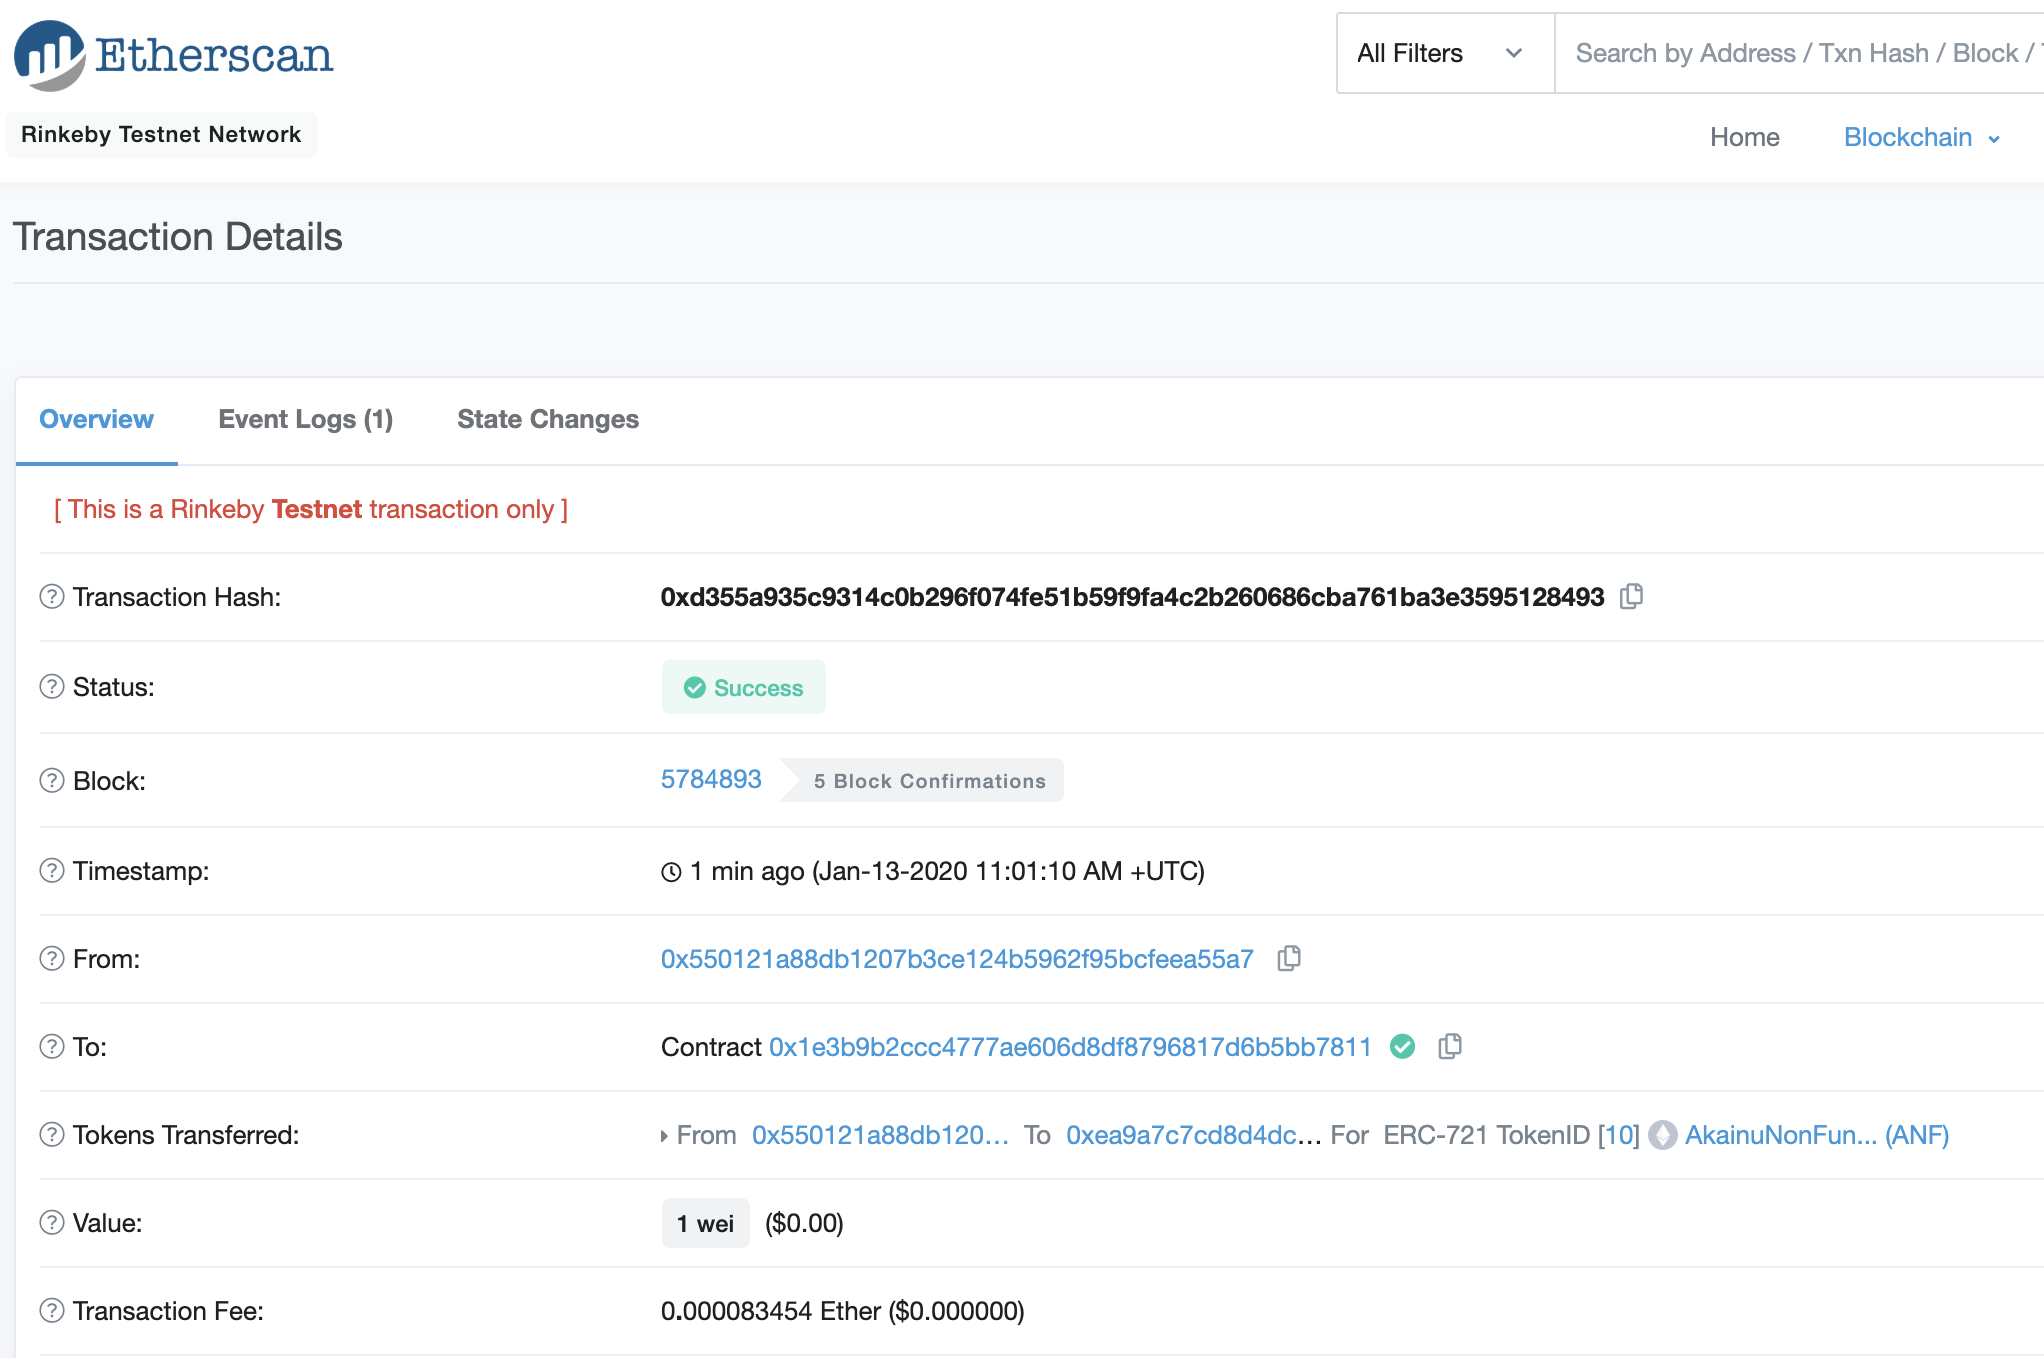 Etherscan
All Filters
Search by Address / Txn Hash / Block /
Rinkeby Testnet Network
Home
Blockchain
Transaction Details
Overview
Event Logs (1)
State Changes
[ This is a Rinkeby Testnet transaction only ]
Transaction Hash:
0xd355a935c9314c0b296f074fe51b59f9fa4c2b260686cba761ba3e3595128493
Status:
Success
Block:
5784893
5 Block Confirmations
Timestamp:
1 min ago (Jan-13-2020 11:01:10 AM +UTC)
From:
0x550121a88db1207b3ce124b5962f95bcfeea55a7
To:
Contract 0x1e3b9b2ccc4777ae606d8df8796817d6b5bb7811
Tokens Transferred:
From 0x550121a88db120... To 0xea9a7c7cd8d4dc... For ERC-721 TokenID [10] AkainuNonFun... (ANF)
Value:
1 wei ($0.00)
Transaction Fee:
0.000083454 Ether ($0.000000)